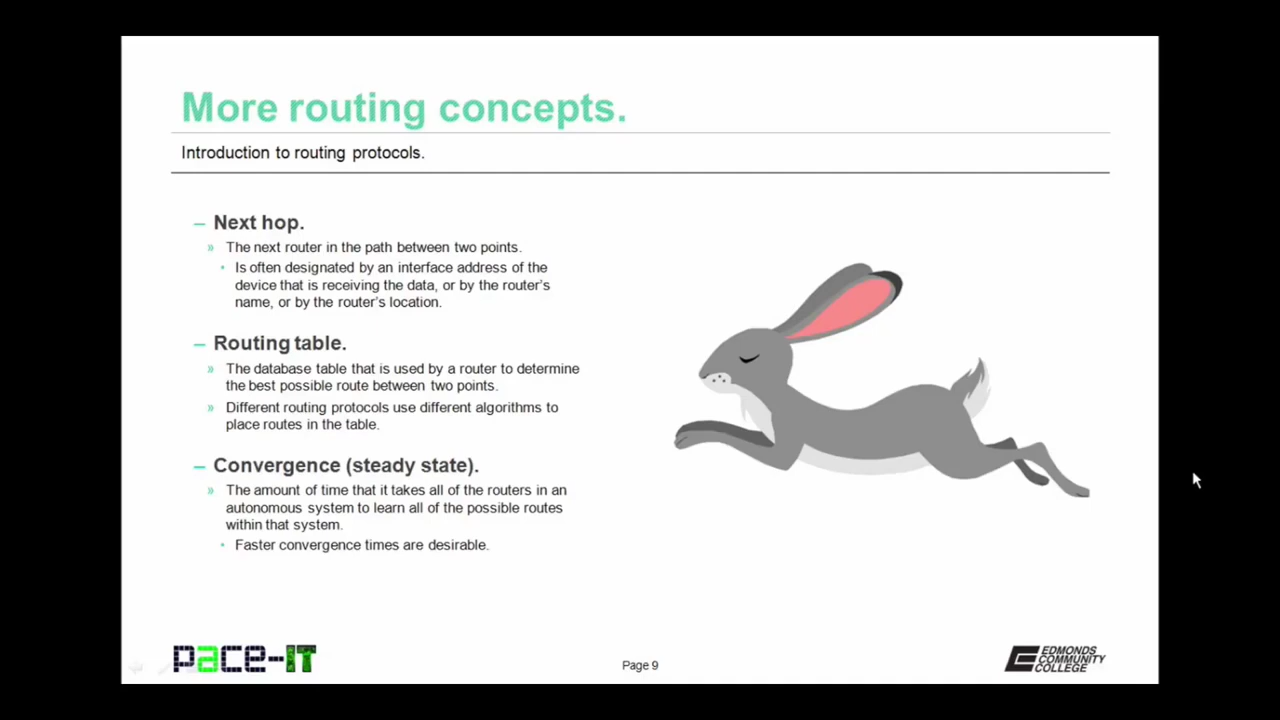 More routing concepts.
Introduction to routing protocols.
– Next hop.
» The next router in the path between two points.
• Is often designated by an interface address of the
device that is receiving the data, or by the router's
name, or by the router's location.
– Routing table.
» The database table that is used by a router to determine
the best possible route between two points.
» Different routing protocols use different algorithms to
place routes in the table.
– Convergence (steady state).
» The amount of time that it takes all of the routers in an
autonomous system to learn all of the possible routes
within that system.
• Faster convergence times are desirable.
pace-IT
Page 9
EDMONDS
COMMUNITY
COLLEGE